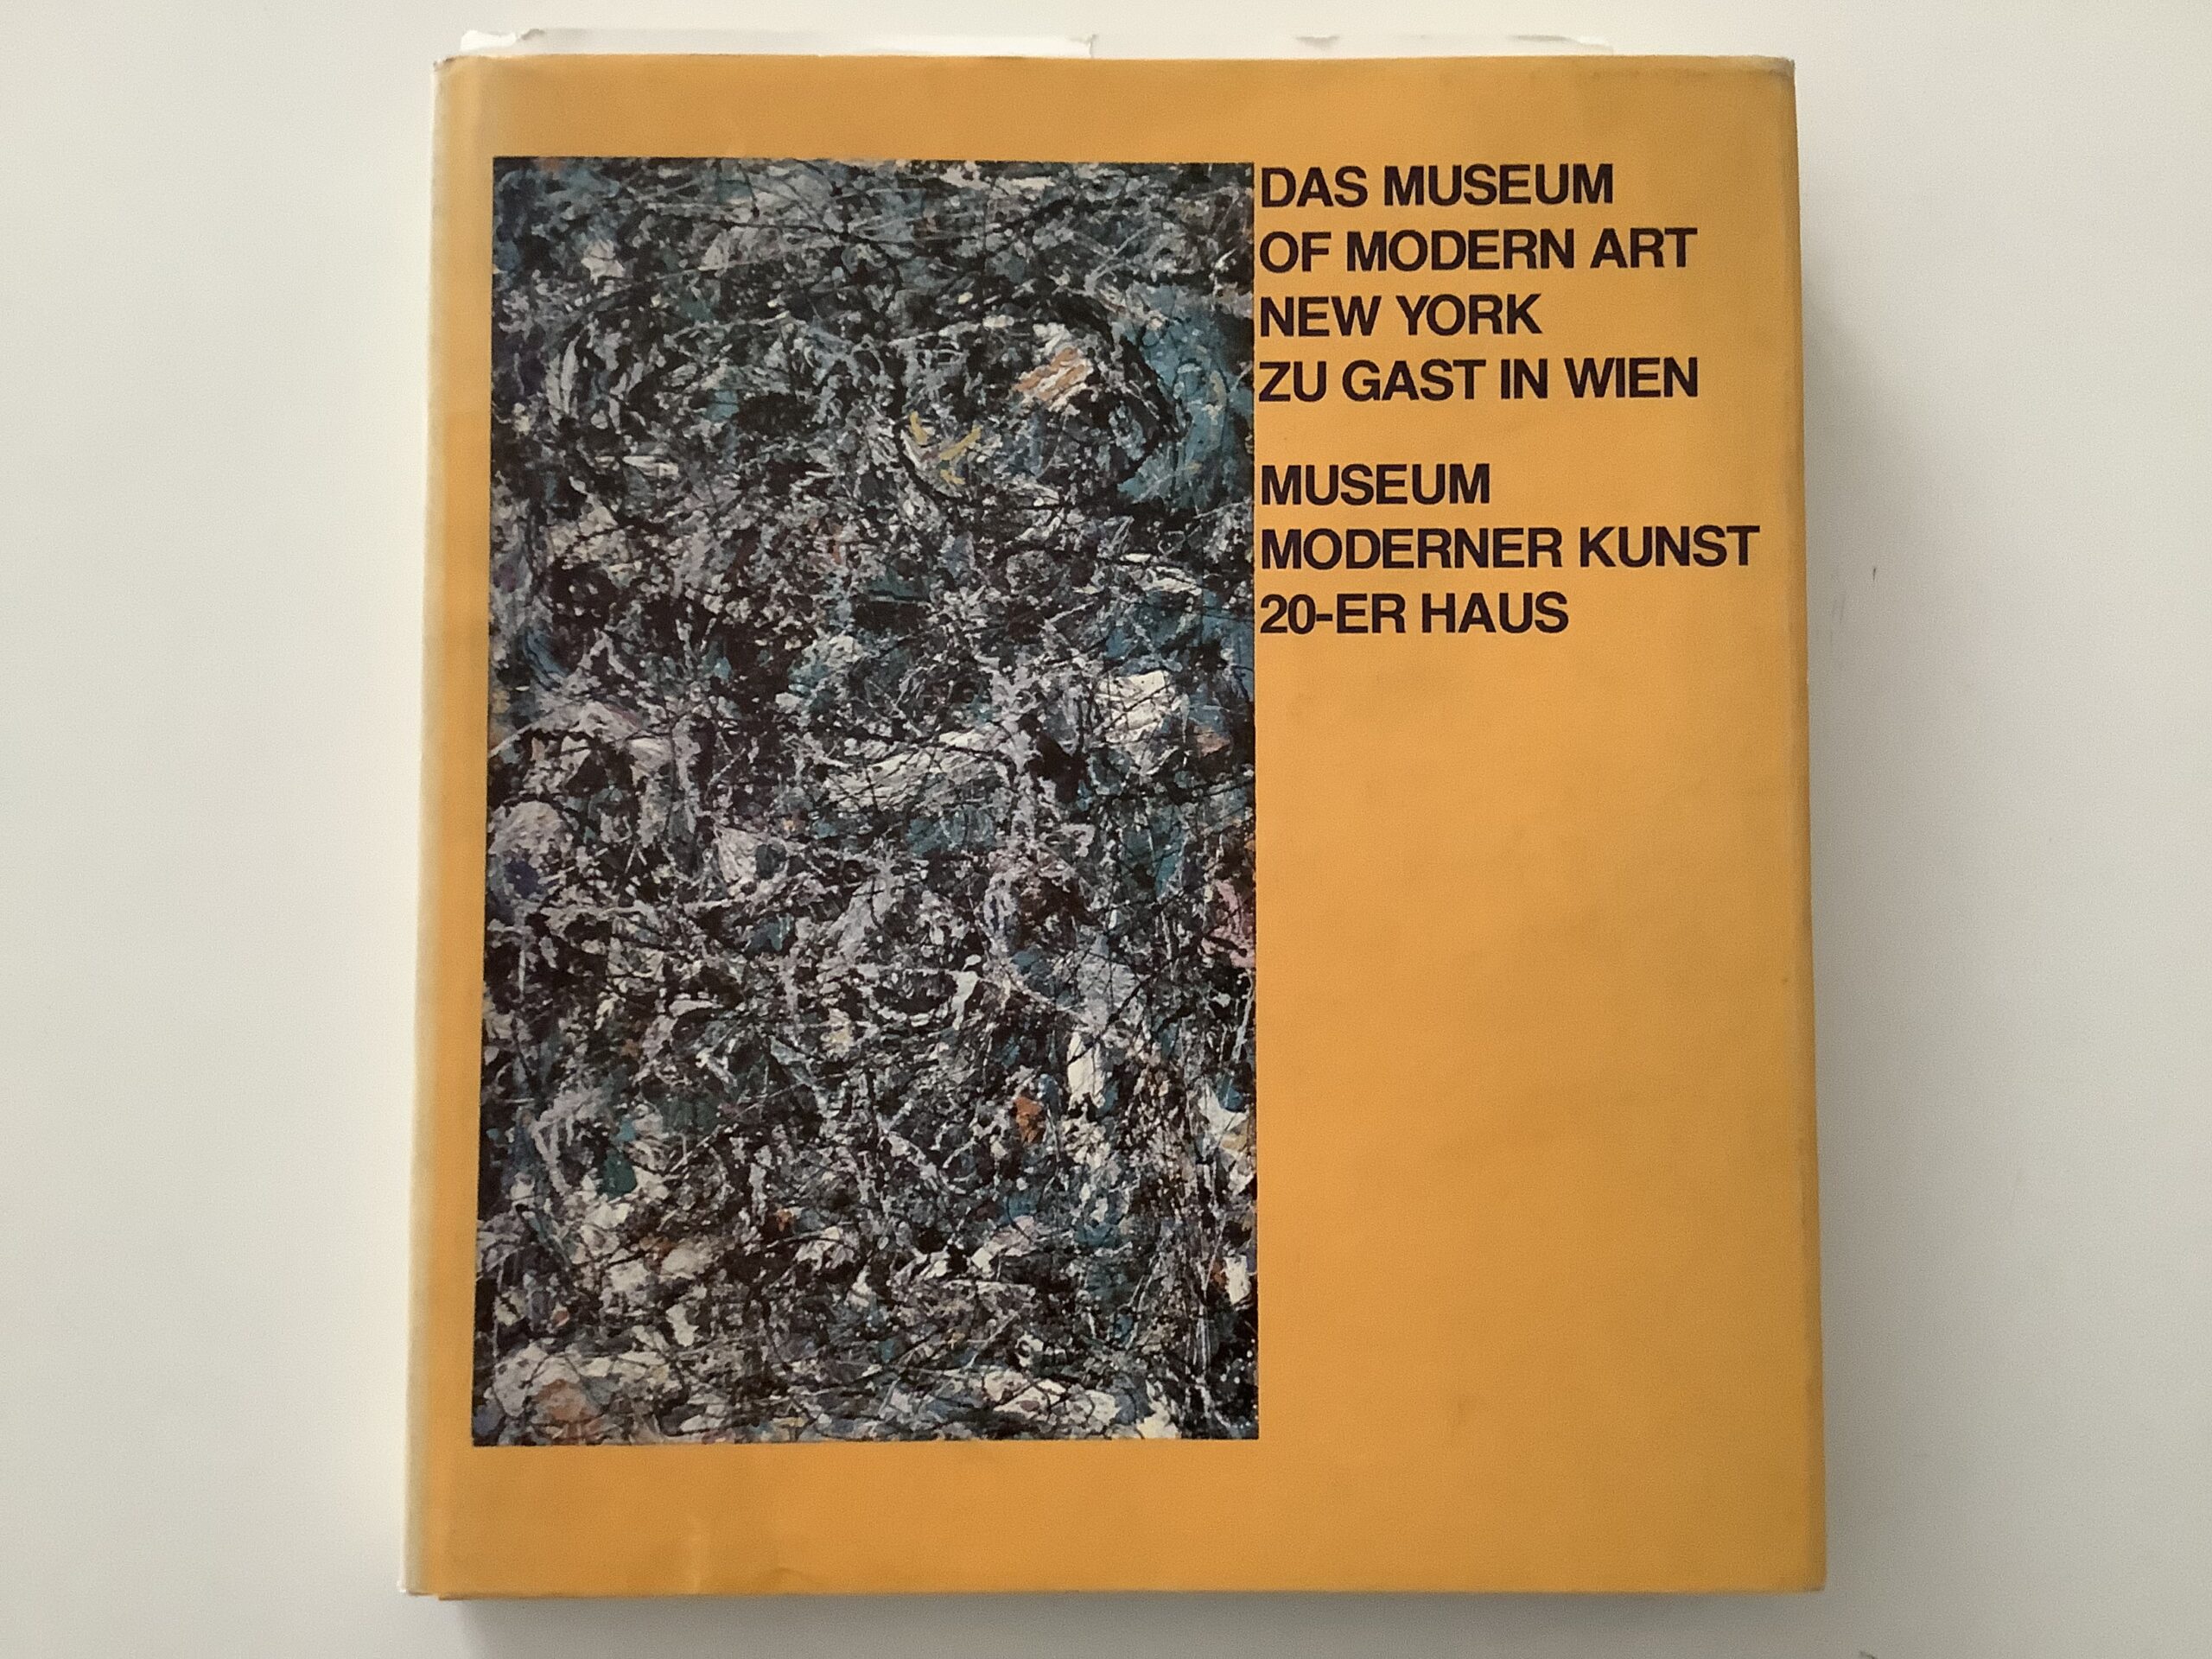 DAS MUSEUM
OF MODERN ART
NEW YORK
ZU GAST IN WIEN
MUSEUM
MODERNER KUNST
20-ER HAUS